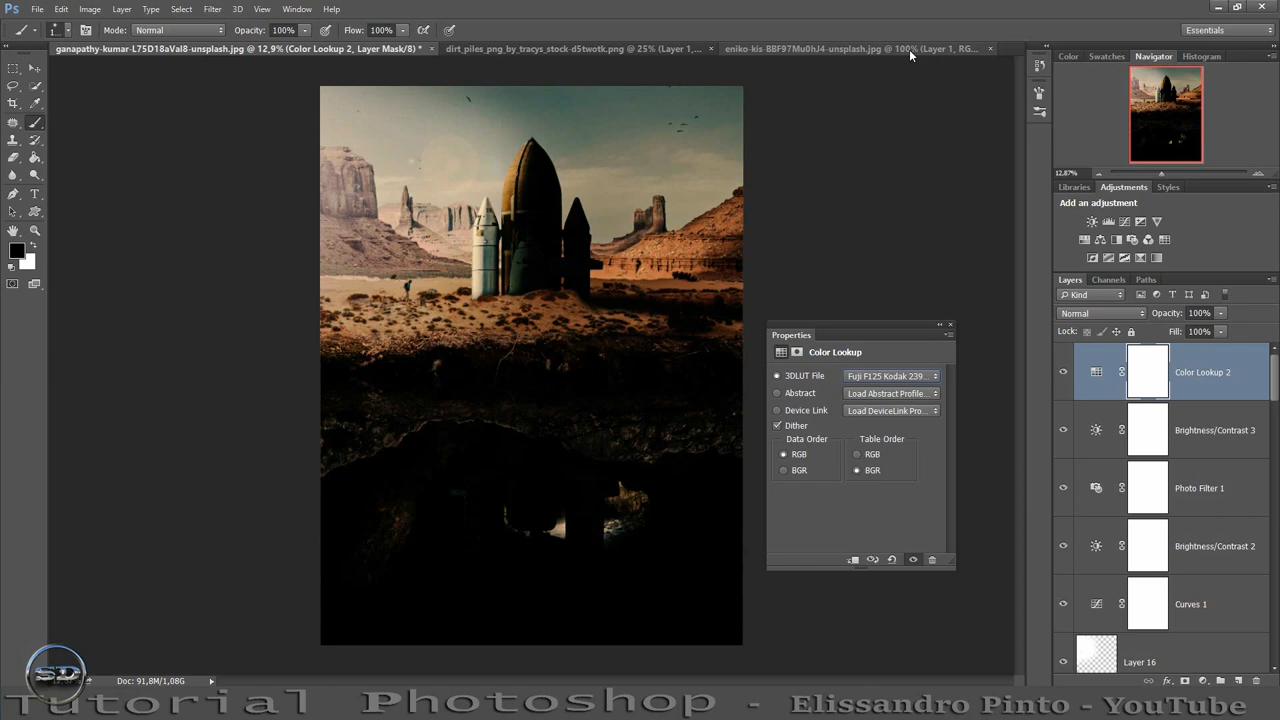 Ps File Edit Image Layer Type Select Filter 3D View Window Help
1... Mode: Normal Opacity: 100% Flow: 100% Essentials
ganapathy-kumar-L75D18aVal8-unsplash.jpg @ 12,9% (Color Lookup 2, Layer Mask/8) * × dirt_piles_png_by_tracys_stock-d5twotk.png @ 25% (Layer 1,... × eniko-kis-BBF97Mu0hJ4-unsplash.jpg @ 100% (Layer 1, RG... ×
Color Swatches Navigator Histogram
12,87%
Libraries Adjustments Styles
Add an adjustment
Layers Channels Paths
Kind
Normal Opacity: 100%
Lock: Fill: 100%
Color Lookup 2
Brightness/Contrast 3
Photo Filter 1
Brightness/Contrast 2
Curves 1
Layer 16
Properties
Color Lookup
3DLUT File Fuji F125 Kodak 239...
Abstract Load Abstract Profile...
Device Link Load DeviceLink Pro...
Dither
Data Order Table Order
RGB RGB
BGR BGR
SD
Doc: 91,8M/1,08G
Tutorial Photoshop - Elissandro Pinto - YouTube